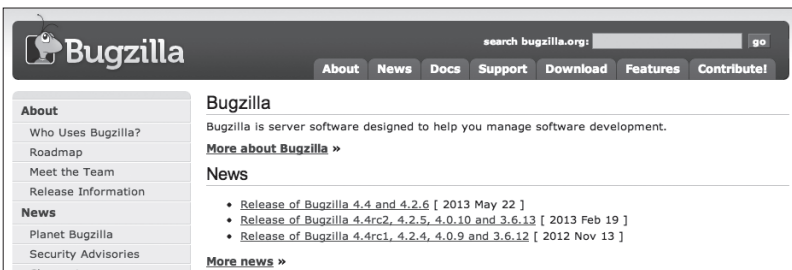 Bugzilla
search bugzilla.org:
go
About News Docs Support Download Features Contribute!
About
Who Uses Bugzilla?
Roadmap
Meet the Team
Release Information
News
Planet Bugzilla
Security Advisories
Bugzilla
Bugzilla is server software designed to help you manage software development.
More about Bugzilla »
News
• Release of Bugzilla 4.4 and 4.2.6 [ 2013 May 22 ]
• Release of Bugzilla 4.4rc2, 4.2.5, 4.0.10 and 3.6.13 [ 2013 Feb 19 ]
• Release of Bugzilla 4.4rc1, 4.2.4, 4.0.9 and 3.6.12 [ 2012 Nov 13 ]
More news »